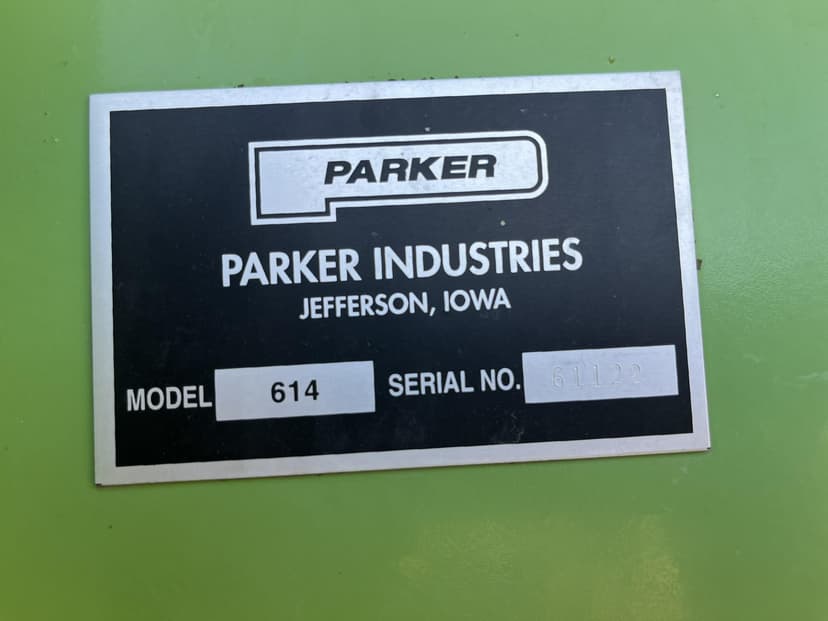 PARKER
PARKER INDUSTRIES
JEFFERSON, IOWA
MODEL 614 SERIAL NO. 61122